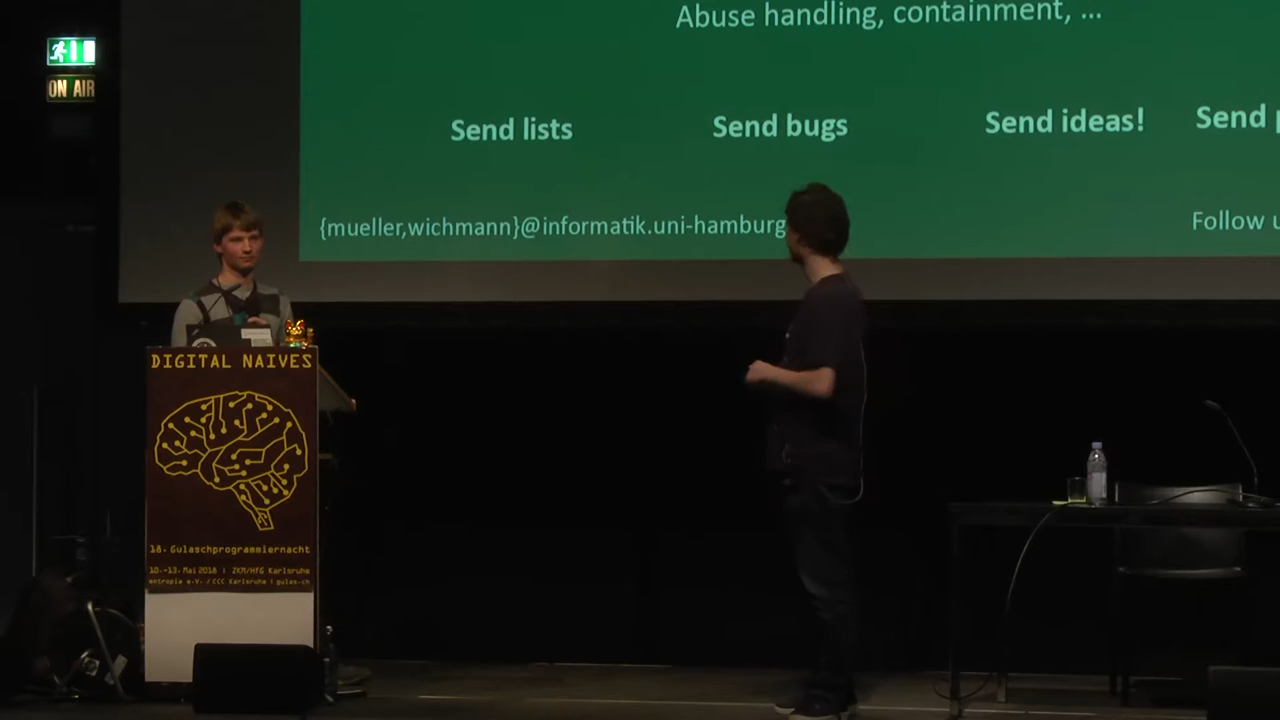 Abuse handling, containment, ...
Send lists
Send bugs
Send ideas!
Send
{mueller,wichmann}@informatik.uni-hamburg
Follow
ON AIR
DIGITAL NAIVES
18. Gulaschprogrammiernacht
10.-13. Mai 2018 | ZKM/HfG Karlsruhe
entropia e.V. / CCC Karlsruhe | gulas.ch